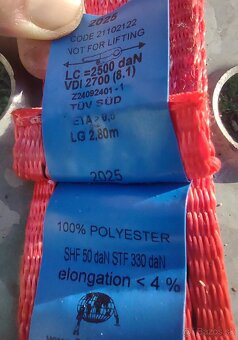 2025
CODE 21102122
NOT FOR LIFTING
LC =2500 daN
VDI 2700 (8.1)
Z24092401-1
TÜV SÜD
LG 2,80m
2025
100% POLYESTER
SHF 50 daN STF 330 daN
elongation ≤ 4 %